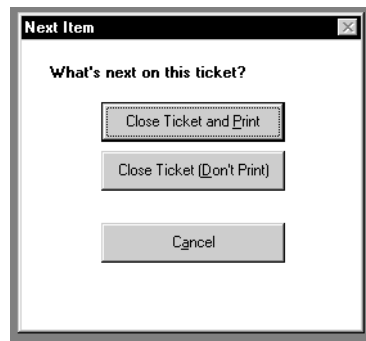 Next Item
What's next on this ticket?
Close Ticket and Print
Close Ticket (Don't Print)
Cancel